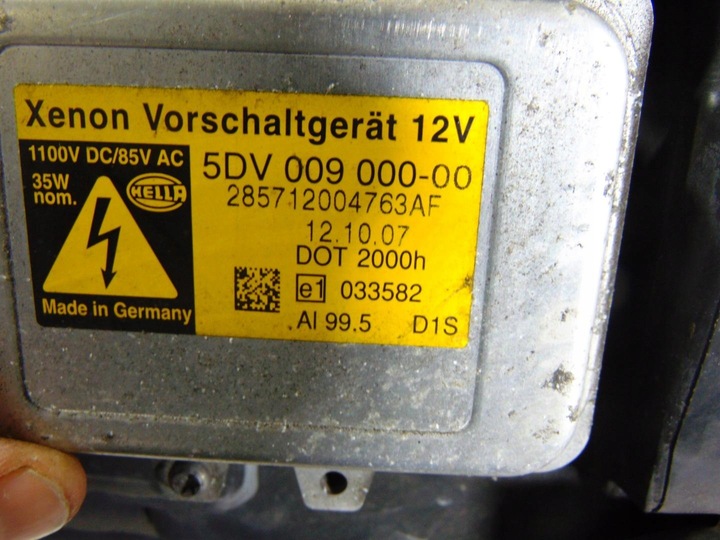 Xenon Vorschaltgerät 12V
1100V DC/85V AC
35W
nom.
HELLA
Made in Germany
5DV 009 000-00
285712004763AF
12.10.07
DOT 2000h
e1 033582
Al 99.5 D1S